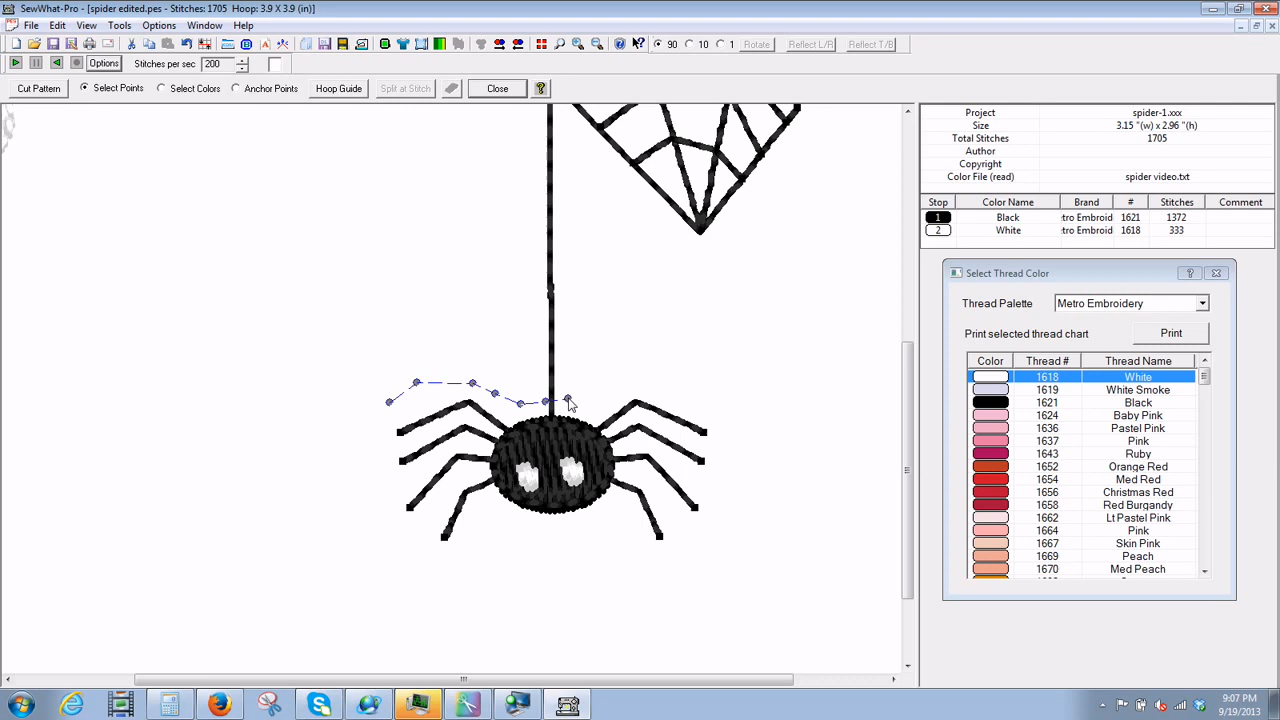 SewWhat-Pro - [spider edited.pes - Stitches: 1705 Hoop: 3.9 X 3.9 (in)]
File Edit View Tools Options Window Help
90 10 1 Rotate Reflect L/R Reflect T/B
Options Stitches per sec 200
Cut Pattern Select Points Select Colors Anchor Points Hoop Guide Split at Stitch Close
Project spider-1.xxx
Size 3.15 "(w) x 2.96 "(h)
Total Stitches 1705
Author
Copyright
Color File (read) spider video.txt
Stop Color Name Brand # Stitches Comment
1 Black tro Embroid 1621 1372
2 White tro Embroid 1618 333
Select Thread Color
Thread Palette Metro Embroidery
Print selected thread chart Print
Color Thread # Thread Name
1618 White
1619 White Smoke
1621 Black
1624 Baby Pink
1636 Pastel Pink
1637 Pink
1643 Ruby
1652 Orange Red
1654 Med Red
1656 Christmas Red
1658 Red Burgandy
1662 Lt Pastel Pink
1664 Pink
1667 Skin Pink
1669 Peach
1670 Med Peach
9:07 PM
9/19/2013